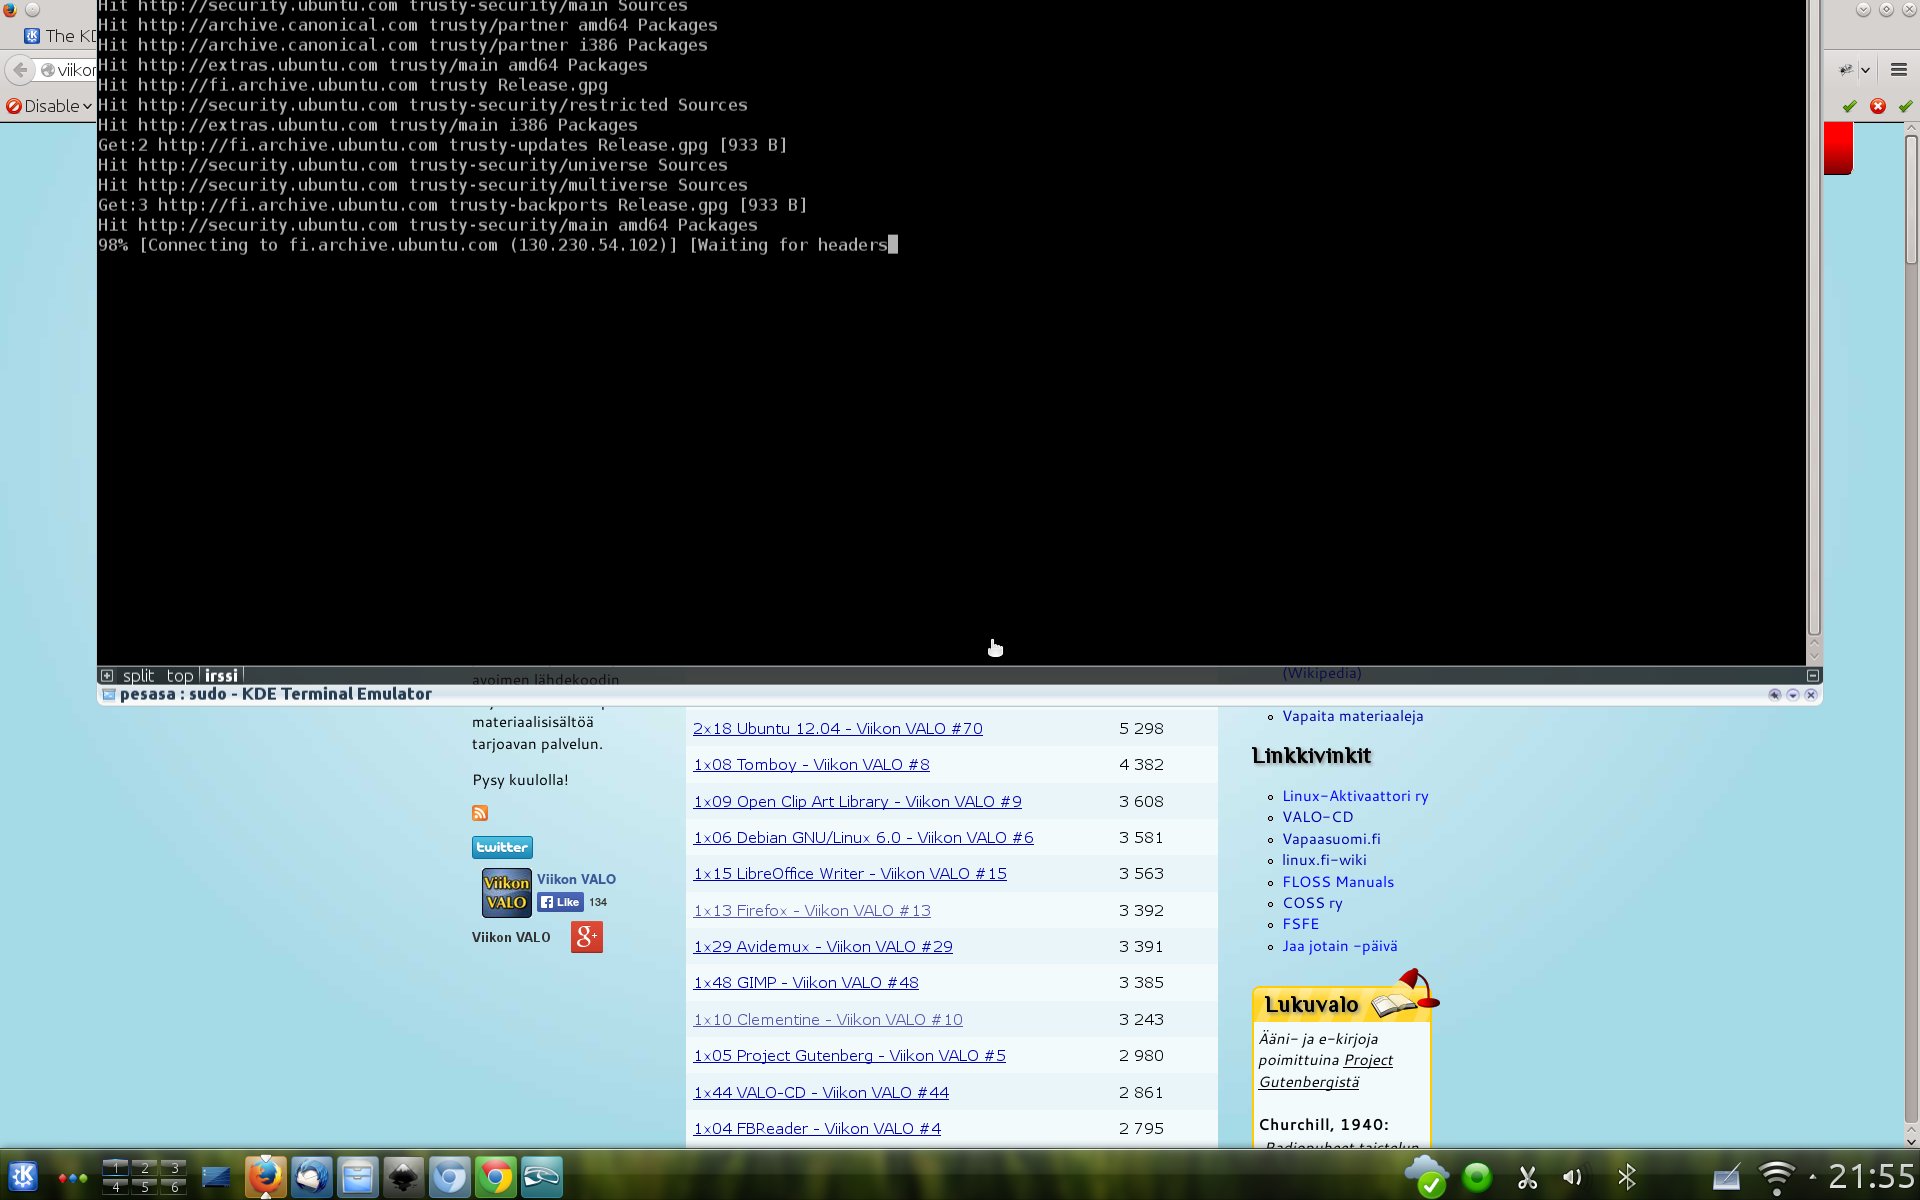 Hit http://security.ubuntu.com trusty-security/main Sources
Hit http://archive.canonical.com trusty/partner amd64 Packages
Hit http://archive.canonical.com trusty/partner i386 Packages
Hit http://extras.ubuntu.com trusty/main amd64 Packages
Hit http://fi.archive.ubuntu.com trusty Release.gpg
Hit http://security.ubuntu.com trusty-security/restricted Sources
Hit http://extras.ubuntu.com trusty/main i386 Packages
Get:2 http://fi.archive.ubuntu.com trusty-updates Release.gpg [933 B]
Hit http://security.ubuntu.com trusty-security/universe Sources
Hit http://security.ubuntu.com trusty-security/multiverse Sources
Get:3 http://fi.archive.ubuntu.com trusty-backports Release.gpg [933 B]
Hit http://security.ubuntu.com trusty-security/main amd64 Packages
98% [Connecting to fi.archive.ubuntu.com (130.230.54.102)] [Waiting for headers
The KD
viikon
Disable
split top irssi
pesasa : sudo - KDE Terminal Emulator
avoimen lähdekoodin
materiaalisisältöä
tarjoavan palvelun.
Pysy kuulolla!
twitter
Viikon VALO
Viikon VALO
Like 134
Viikon VALO g+
2x18 Ubuntu 12.04 - Viikon VALO #70 5 298
1x08 Tomboy - Viikon VALO #8 4 382
1x09 Open Clip Art Library - Viikon VALO #9 3 608
1x06 Debian GNU/Linux 6.0 - Viikon VALO #6 3 581
1x15 LibreOffice Writer - Viikon VALO #15 3 563
1x13 Firefox - Viikon VALO #13 3 392
1x29 Avidemux - Viikon VALO #29 3 391
1x48 GIMP - Viikon VALO #48 3 385
1x10 Clementine - Viikon VALO #10 3 243
1x05 Project Gutenberg - Viikon VALO #5 2 980
1x44 VALO-CD - Viikon VALO #44 2 861
1x04 FBReader - Viikon VALO #4 2 795
(Wikipedia)
Vapaita materiaaleja
Linkkivinkit
Linux-Aktivaattori ry
VALO-CD
Vapaasuomi.fi
linux.fi-wiki
FLOSS Manuals
COSS ry
FSFE
Jaa jotain -päivä
Lukuvalo
Ääni- ja e-kirjoja
poimittuina Project
Gutenbergistä
Churchill, 1940:
Radiopuheet taistelun
1 2 3
4 5 6
21:55